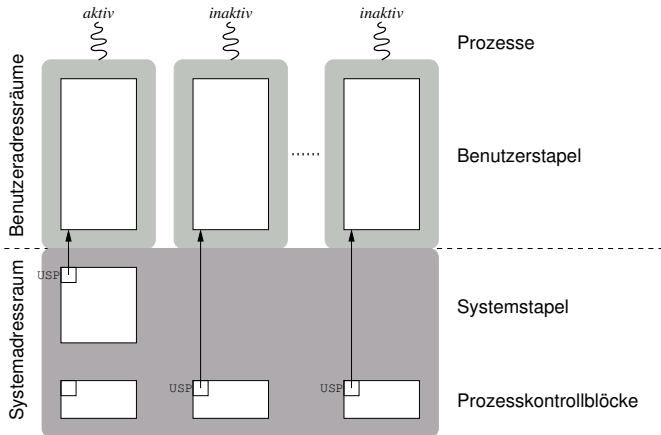 aktiv
inaktiv
inaktiv
Prozesse
Benutzeradressräume
Benutzerstapel
......
USP
Systemadressraum
Systemstapel
USP
USP
Prozesskontrollblöcke